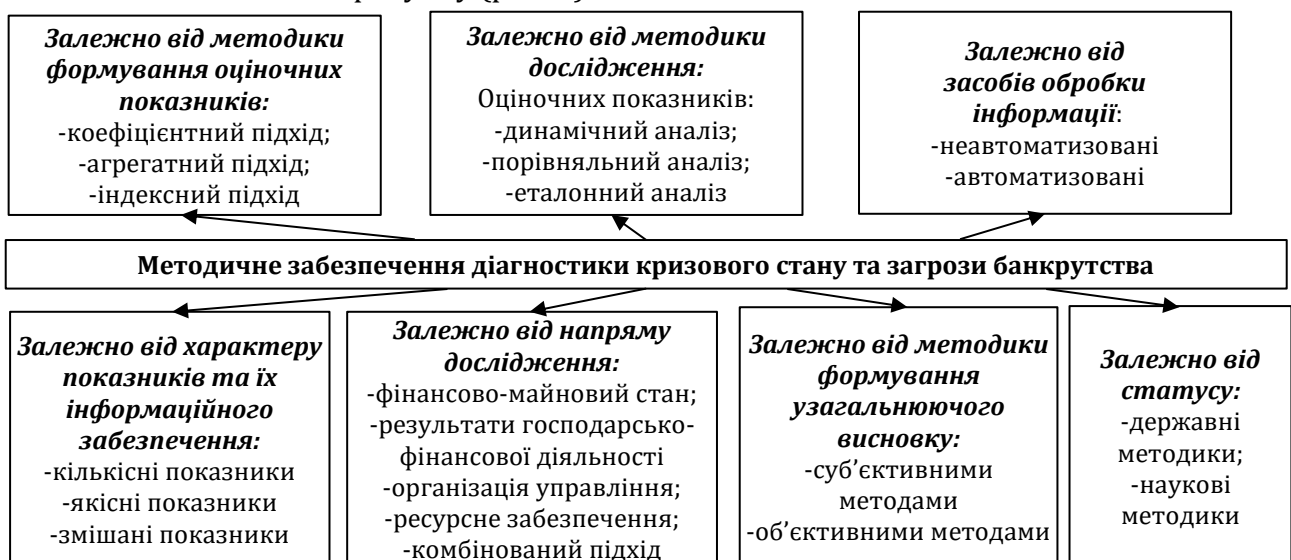 Залежно від методики
формування оціночних
показників:
-коефіцієнтний підхід;
-агрегатний підхід;
-індексний підхід
Залежно від методики
дослідження:
Оціночних показників:
-динамічний аналіз;
-порівняльний аналіз;
-еталонний аналіз
Залежно від
засобів обробки
інформації:
-неавтоматизовані
-автоматизовані
Методичне забезпечення діагностики кризового стану та загрози банкрутства
Залежно від характеру
показників та їх
інформаційного
забезпечення:
-кількісні показники
-якісні показники
-змішані показники
Залежно від напряму
дослідження:
-фінансово-майновий стан;
-результати господарсько-
фінансової діяльності
-організація управління;
-ресурсне забезпечення;
-комбінований підхід
Залежно від методики
формування
узагальнюючого
висновку:
-суб’єктивними
методами
-об’єктивними методами
Залежно від
статусу:
-державні
методики;
-наукові
методики